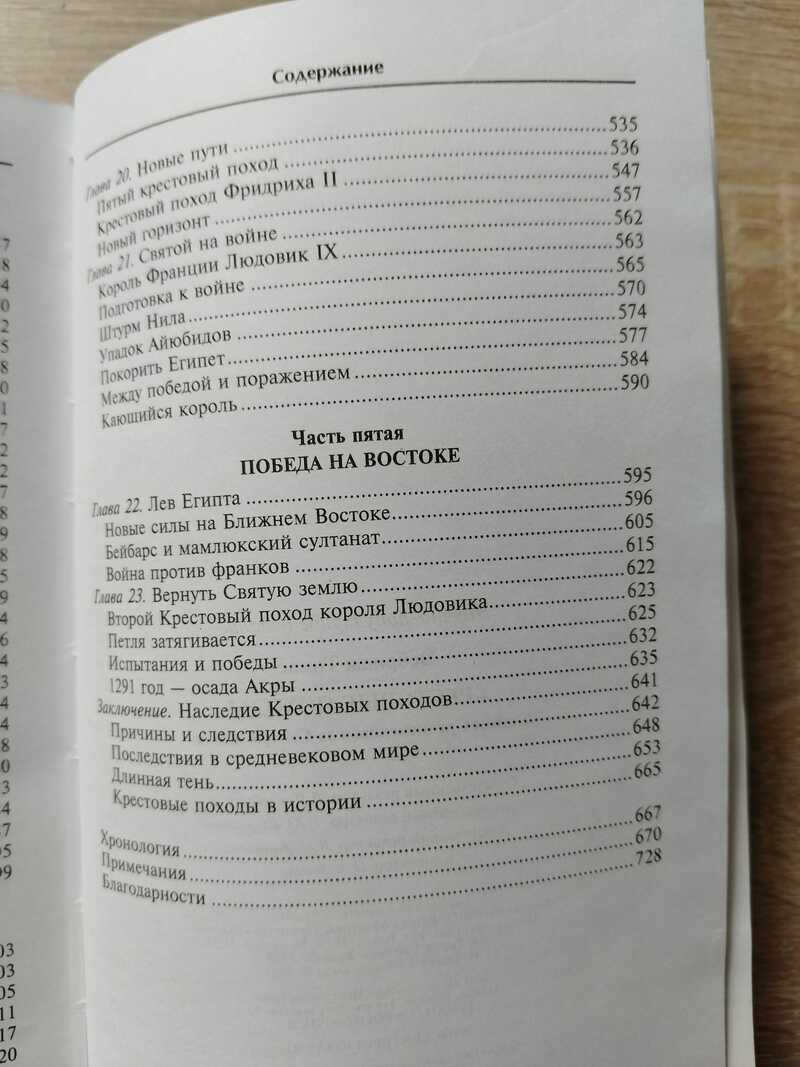 Содержание
Глава 20. Новые пути ........ 535
Пятый крестовый поход ........ 536
Крестовый поход Фридриха II ........ 547
Новый горизонт ........ 557
Глава 21. Святой на войне ........ 562
Король Франции Людовик IX ........ 563
Подготовка к войне ........ 565
Штурм Нила ........ 570
Упадок Айюбидов ........ 574
Покорить Египет ........ 577
Между победой и поражением ........ 584
Кающийся король ........ 590
Часть пятая
ПОБЕДА НА ВОСТОКЕ
Глава 22. Лев Египта ........ 595
Новые силы на Ближнем Востоке ........ 596
Бейбарс и мамлюкский султанат ........ 605
Война против франков ........ 615
Глава 23. Вернуть Святую землю ........ 622
Второй Крестовый поход короля Людовика ........ 623
Петля затягивается ........ 625
Испытания и победы ........ 632
1291 год — осада Акры ........ 635
Заключение. Наследие Крестовых походов ........ 641
Причины и следствия ........ 642
Последствия в средневековом мире ........ 648
Длинная тень ........ 653
Крестовые походы в истории ........ 665
Хронология ........ 667
Примечания ........ 670
Благодарности ........ 728